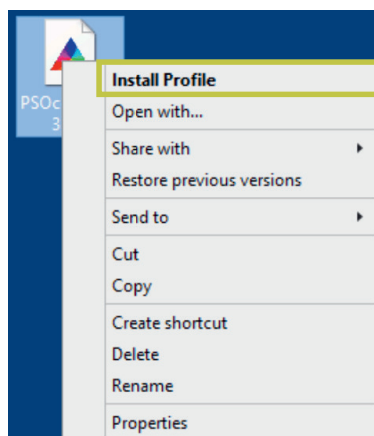 Install Profile
PSOc
Open with...
3
Share with
Restore previous versions
Send to
Cut
Copy
Create shortcut
Delete
Rename
Properties